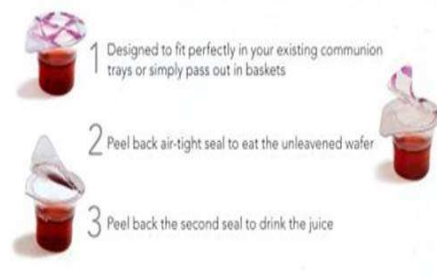 1 Designed to fit perfectly in your existing communion
trays or simply pass out in baskets
2 Peel back air-tight seal to eat the unleavened wafer
3 Peel back the second seal to drink the juice